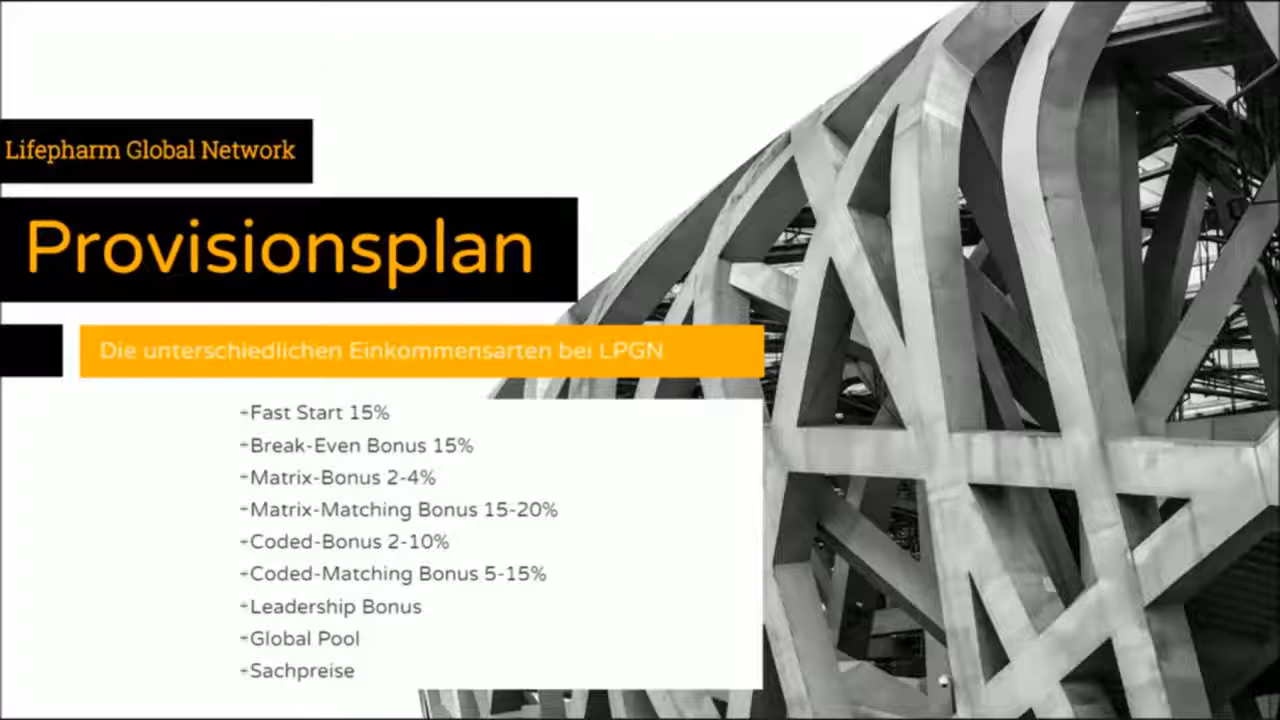 Lifepharm Global Network
Provisionsplan
Die unterschiedlichen Einkommensarten bei LPGN
-Fast Start 15%
-Break-Even Bonus 15%
-Matrix-Bonus 2-4%
-Matrix-Matching Bonus 15-20%
-Coded-Bonus 2-10%
-Coded-Matching Bonus 5-15%
-Leadership Bonus
-Global Pool
-Sachpreise